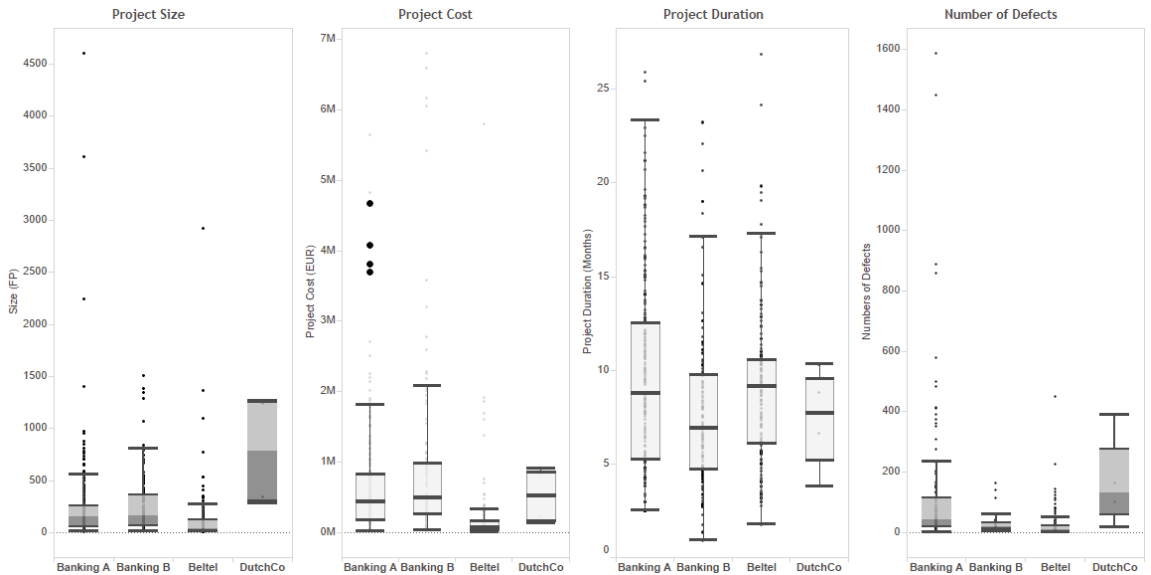 Project Size
Project Cost
Project Duration
Number of Defects
Size (FP)
4500
4000
3500
3000
2500
2000
1500
1000
500
0
Banking A
Banking B
Beltel
DutchCo
Project Cost (EUR)
7M
6M
5M
4M
3M
2M
1M
0M
Banking A
Banking B
Beltel
DutchCo
Project Duration (Months)
25
20
15
10
5
0
Banking A
Banking B
Beltel
DutchCo
Numbers of Defects
1600
1400
1200
1000
800
600
400
200
0
Banking A
Banking B
Beltel
DutchCo